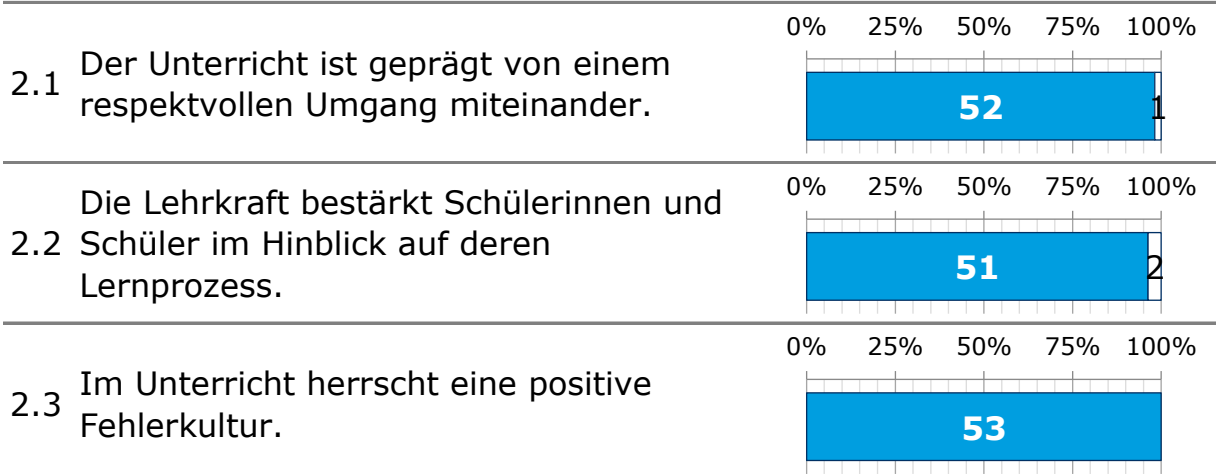 0% 25% 50% 75% 100%
2.1 Der Unterricht ist geprägt von einem
respektvollen Umgang miteinander.
52 1
0% 25% 50% 75% 100%
Die Lehrkraft bestärkt Schülerinnen und
2.2 Schüler im Hinblick auf deren
Lernprozess.
51 2
0% 25% 50% 75% 100%
2.3 Im Unterricht herrscht eine positive
Fehlerkultur.
53